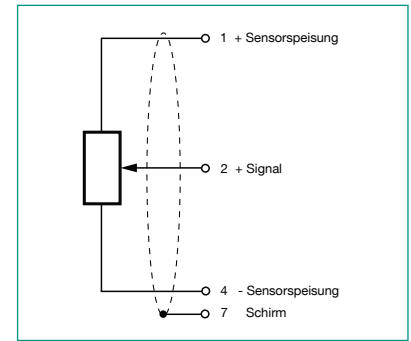 1 + Sensorspeisung
2 + Signal
4 - Sensorspeisung
7 Schirm